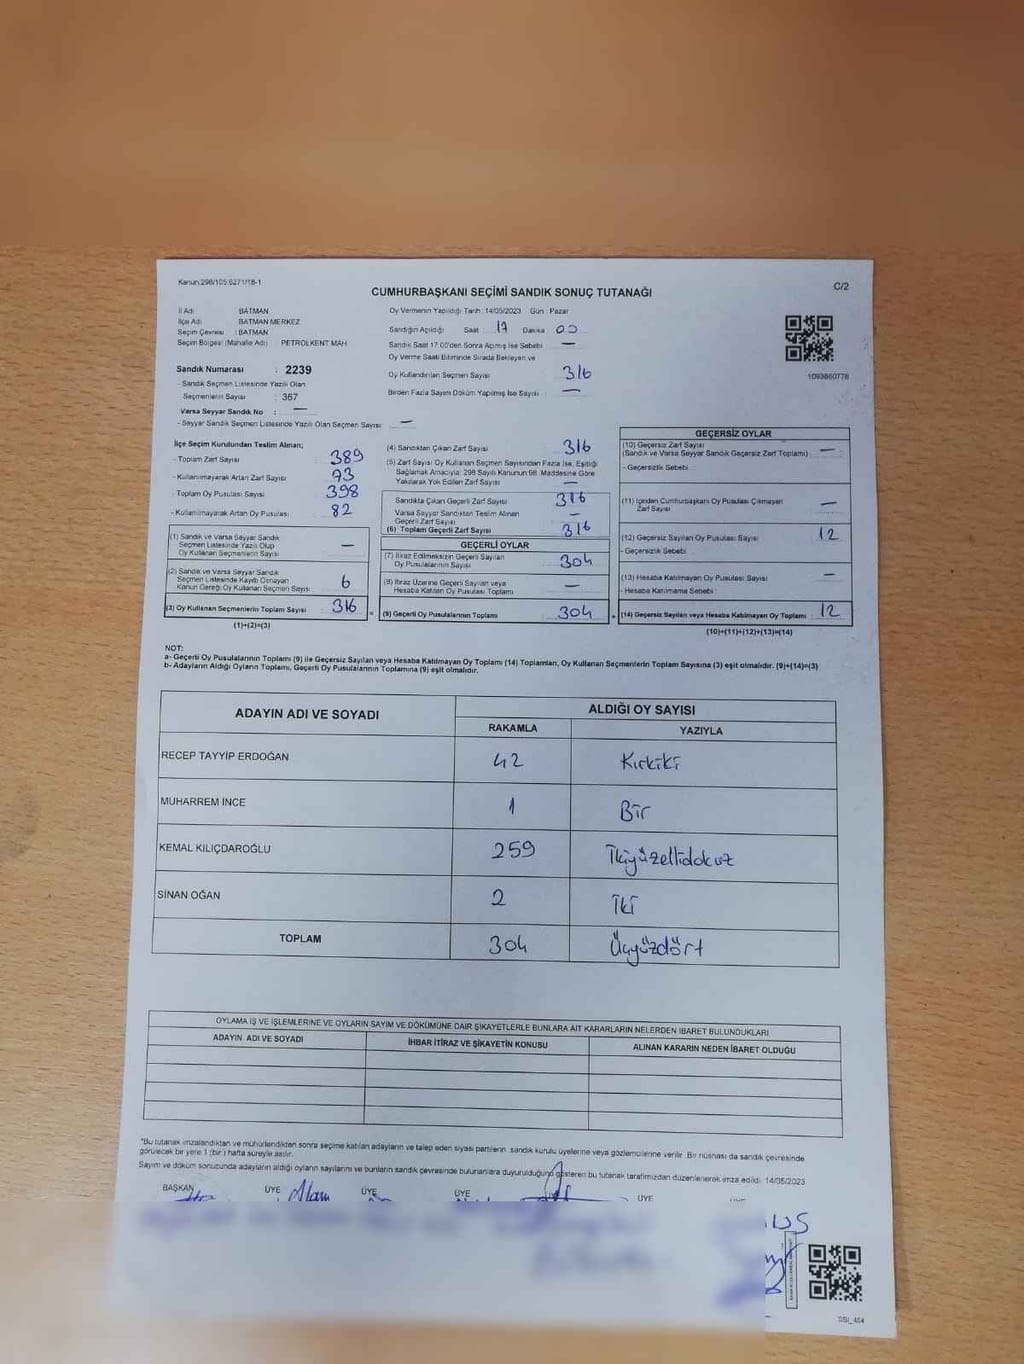 Kanun:298/105;6271/18-1
C/2
CUMHURBAŞKANI SEÇİMİ SANDIK SONUÇ TUTANAĞI
İl Adı BATMAN
İlçe Adı BATMAN MERKEZ
Seçim Çevresi : BATMAN
Seçim Bölgesi (Mahalle Adı) PETROLKENT MAH
Sandık Numarası : 2239
- Sandık Seçmen Listesinde Yazılı Olan
Seçmenlerin Sayısı : 367
Varsa Seyyar Sandık No : —
- Seyyar Sandık Seçmen Listesinde Yazılı Olan Seçmen Sayısı: —
Oy Vermenin Yapıldığı Tarih : 14/05/2023 Gün : Pazar
Sandığın Açıldığı Saat 17 Dakika 00
Sandık Saat 17.00'den Sonra Açılmış İse Sebebi —
Oy Verme Saati Bitiminde Sırada Bekleyen ve
Oy Kullandırılan Seçmen Sayısı 316
Birden Fazla Sayım Döküm Yapılmış İse Sayısı —
1093860778
İlçe Seçim Kurulundan Teslim Alınan;
- Toplam Zarf Sayısı : 389
- Kullanılmayarak Artan Zarf Sayısı : 73
- Toplam Oy Pusulası Sayısı : 398
- Kullanılmayarak Artan Oy Pusulası: 82
(1) Sandık ve Varsa Seyyar Sandık
Seçmen Listesinde Yazılı Olup
Oy Kullanan Seçmenlerin Sayısı : —
(2) Sandık ve Varsa Seyyar Sandık
Seçmen Listesinde Kayıtlı Olmayan
Kanun Gereği Oy Kullanan Seçmen Sayısı : 6
(3) Oy Kullanan Seçmenlerin Toplam Sayısı : 316
(1)+(2)=(3)
(4) Sandıktan Çıkan Zarf Sayısı 316
(5) Zarf Sayısı Oy Kullanan Seçmen Sayısından Fazla İse, Eşitliği
Sağlamak Amacıyla; 298 Sayılı Kanunun 98. Maddesine Göre
Yakılarak Yok Edilen Zarf Sayısı —
Sandıkta Çıkan Geçerli Zarf Sayısı 316
Varsa Seyyar Sandıktan Teslim Alınan
Geçerli Zarf Sayısı —
(6) Toplam Geçerli Zarf Sayısı 316
GEÇERLİ OYLAR
(7) İtiraz Edilmeksizin Geçerli Sayılan
Oy Pusulalarının Sayısı : 304
(8) İtiraz Üzerine Geçerli Sayılan veya
Hesaba Katılan Oy Pusulası Toplamı : —
= (9) Geçerli Oy Pusulalarının Toplamı : 304 +
GEÇERSİZ OYLAR
(10) Geçersiz Zarf Sayısı
(Sandık ve Varsa Seyyar Sandık Geçersiz Zarf Toplamı) : —
- Geçersizlik Sebebi :
(11) İçinden Cumhurbaşkanı Oy Pusulası Çıkmayan
Zarf Sayısı : —
(12) Geçersiz Sayılan Oy Pusulası Sayısı : 12
- Geçersizlik Sebebi :
(13) Hesaba Katılmayan Oy Pusulası Sayısı : —
- Hesaba Katılmama Sebebi :
(14) Geçersiz Sayılan veya Hesaba Katılmayan Oy Toplamı : 12
(10)+(11)+(12)+(13)=(14)
NOT:
a- Geçerli Oy Pusulalarının Toplamı (9) ile Geçersiz Sayılan veya Hesaba Katılmayan Oy Toplamı (14) Toplamları, Oy Kullanan Seçmenlerin Toplam Sayısına (3) eşit olmalıdır. (9)+(14)=(3)
b- Adayların Aldığı Oyların Toplamı, Geçerli Oy Pusulalarının Toplamına (9) eşit olmalıdır.
ADAYIN ADI VE SOYADI
ALDIĞI OY SAYISI
RAKAMLA YAZIYLA
RECEP TAYYİP ERDOĞAN 42 Kırkiki
MUHARREM İNCE 1 Bir
KEMAL KILIÇDAROĞLU 259 İkiyüzellidokuz
SİNAN OĞAN 2 İki
TOPLAM 304 Üçyüzdört
OYLAMA İŞ VE İŞLEMLERİNE VE OYLARIN SAYIM VE DÖKÜMÜNE DAİR ŞİKAYETLERLE BUNLARA AİT KARARLARIN NELERDEN İBARET BULUNDUKLARI
ADAYIN ADI VE SOYADI İHBAR İTİRAZ VE ŞİKAYETİN KONUSU ALINAN KARARIN NEDEN İBARET OLDUĞU
"Bu tutanak imzalandıktan ve mühürlendikten sonra seçime katılan adayların ve talep eden siyasi partilerin sandık kurulu üyelerine veya gözlemcilerine verilir. Bir nüshası da sandık çevresinde
görülecek bir yere 1 (bir) hafta süreyle asılır.
Sayım ve döküm sonucunda adayların aldığı oyların sayılarını ve bunların sandık çevresinde bulunanlara duyurulduğunu gösteren bu tutanak tarafımızdan düzenlenerek imza edildi. 14/05/2023
BAŞKAN ÜYE ÜYE ÜYE ÜYE
SSI_464